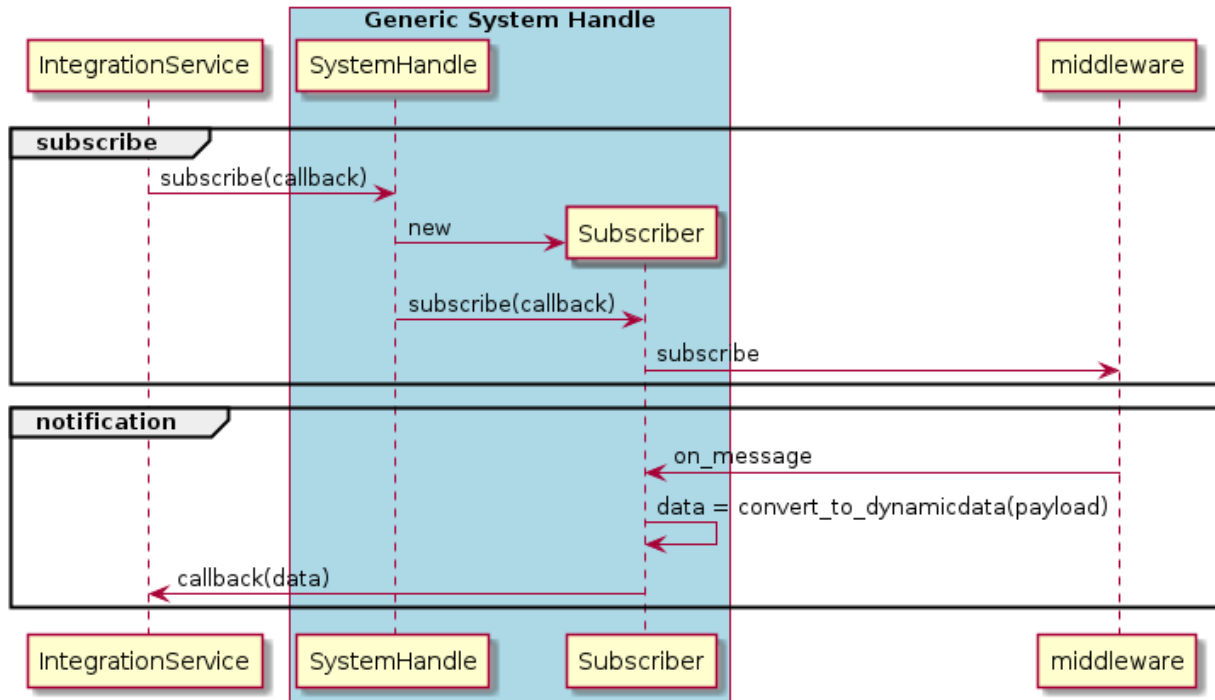 Generic System Handle
IntegrationService
SystemHandle
middleware
subscribe
subscribe(callback)
new
Subscriber
subscribe(callback)
subscribe
notification
on_message
data = convert_to_dynamicdata(payload)
callback(data)
IntegrationService
SystemHandle
Subscriber
middleware